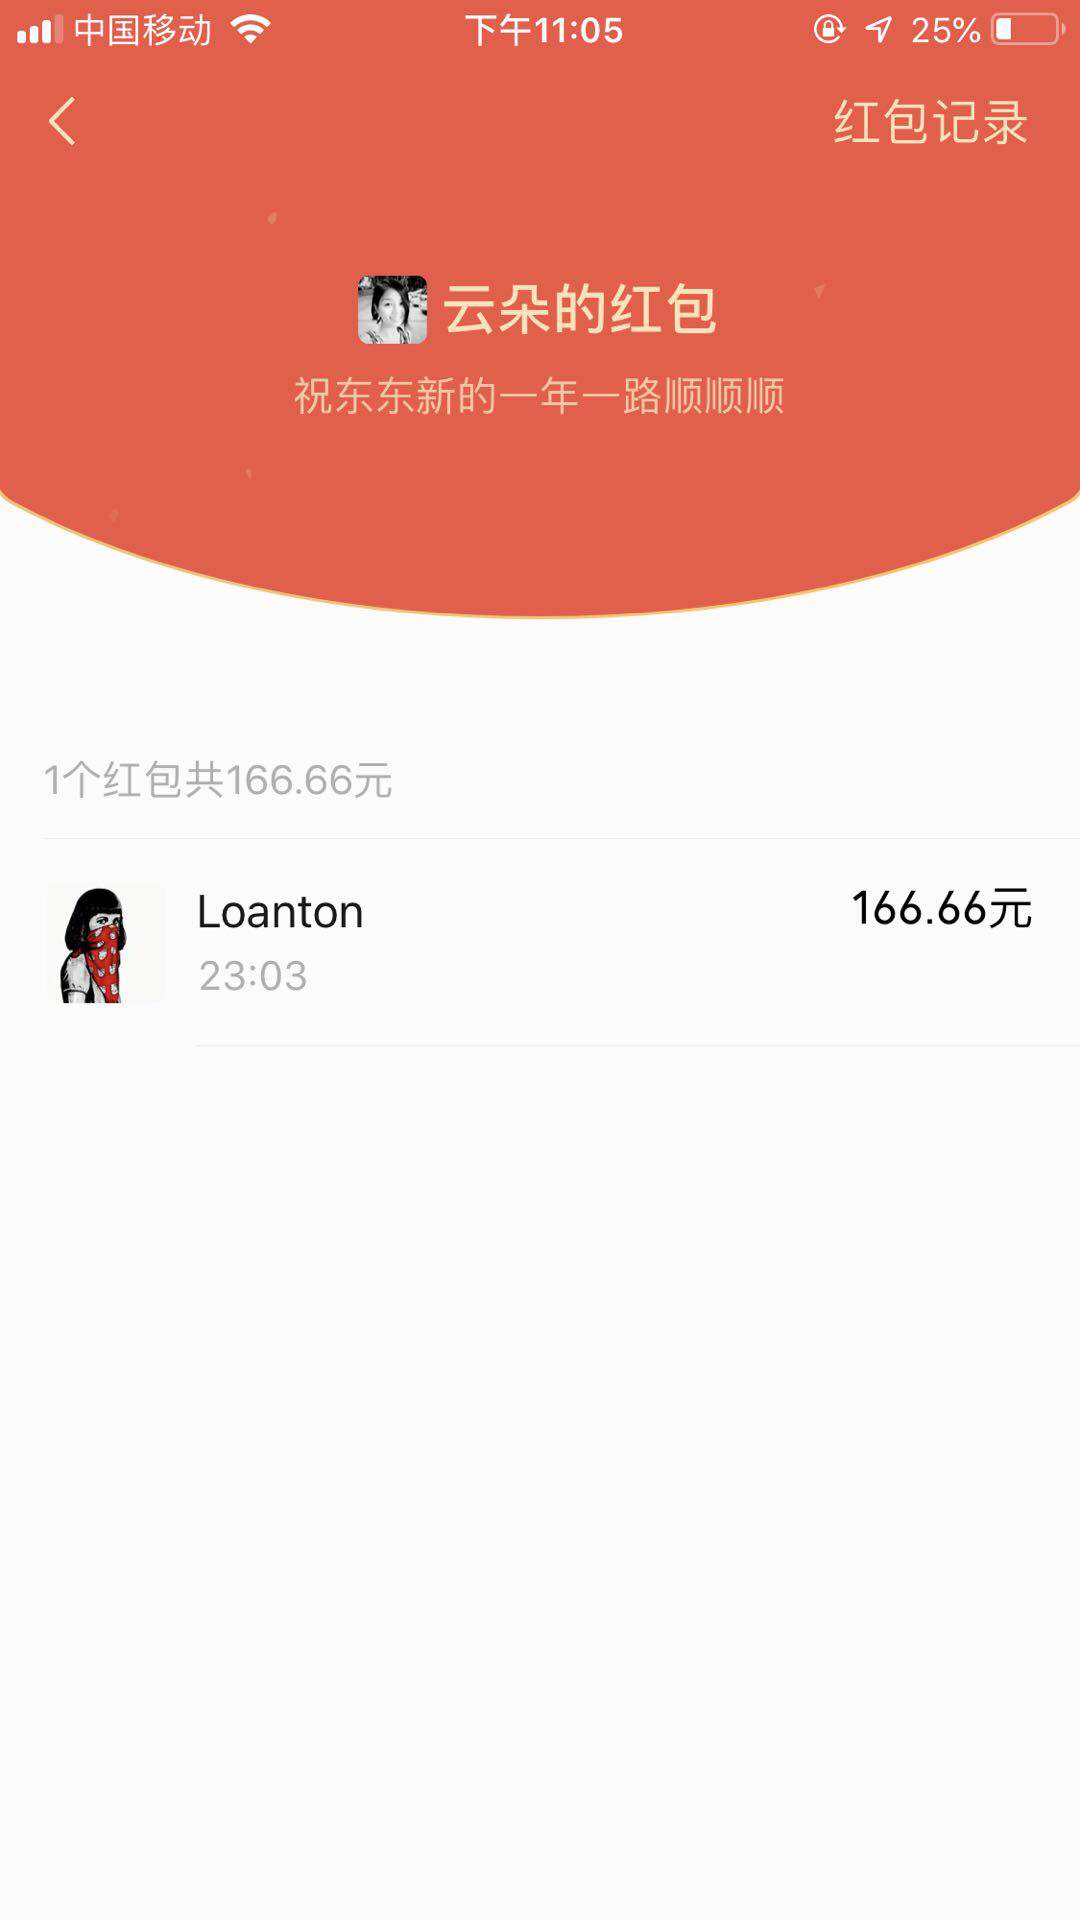 中国移动 下午11:05 25%
红包记录
云朵的红包
祝东东新的一年一路顺顺顺
1个红包共166.66元
Loanton 166.66元
23:03